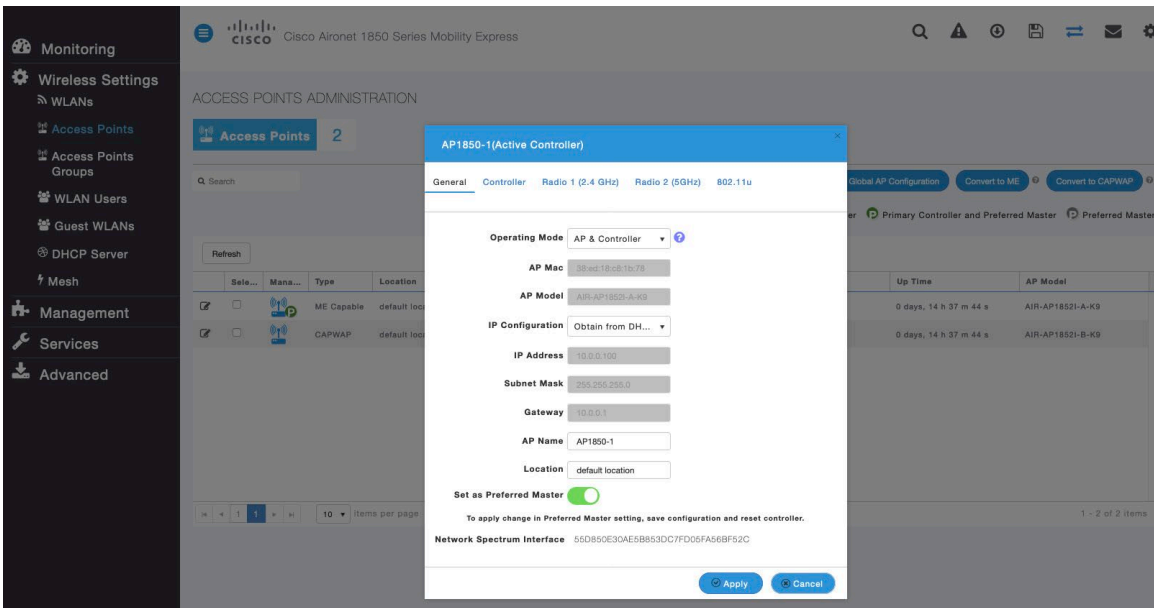 Monitoring
Wireless Settings
WLANs
Access Points
Access Points
Groups
WLAN Users
Guest WLANs
DHCP Server
Mesh
Management
Services
Advanced
CISCO Cisco Aironet 1850 Series Mobility Express
ACCESS POINTS ADMINISTRATION
Access Points 2
Search
Global AP Configuration Convert to ME Convert to CAPWAP
er Primary Controller and Preferred Master Preferred Master
Refresh
Sele... Mana... Type Location Up Time AP Model
ME Capable default loca 0 days, 14 h 37 m 44 s AIR-AP1852I-A-K9
CAPWAP default loca 0 days, 14 h 37 m 44 s AIR-AP1852I-B-K9
1 1 10 items per page 1 - 2 of 2 items
AP1850-1(Active Controller)
General Controller Radio 1 (2.4 GHz) Radio 2 (5GHz) 802.11u
Operating Mode AP & Controller
AP Mac 38:ed:18:c8:1b:78
AP Model AIR-AP1852I-A-K9
IP Configuration Obtain from DH...
IP Address 10.0.0.100
Subnet Mask 255.255.255.0
Gateway 10.0.0.1
AP Name AP1850-1
Location default location
Set as Preferred Master
To apply change in Preferred Master setting, save configuration and reset controller.
Network Spectrum Interface 55D850E30AE5B853DC7FD05FA56BF52C
Apply Cancel